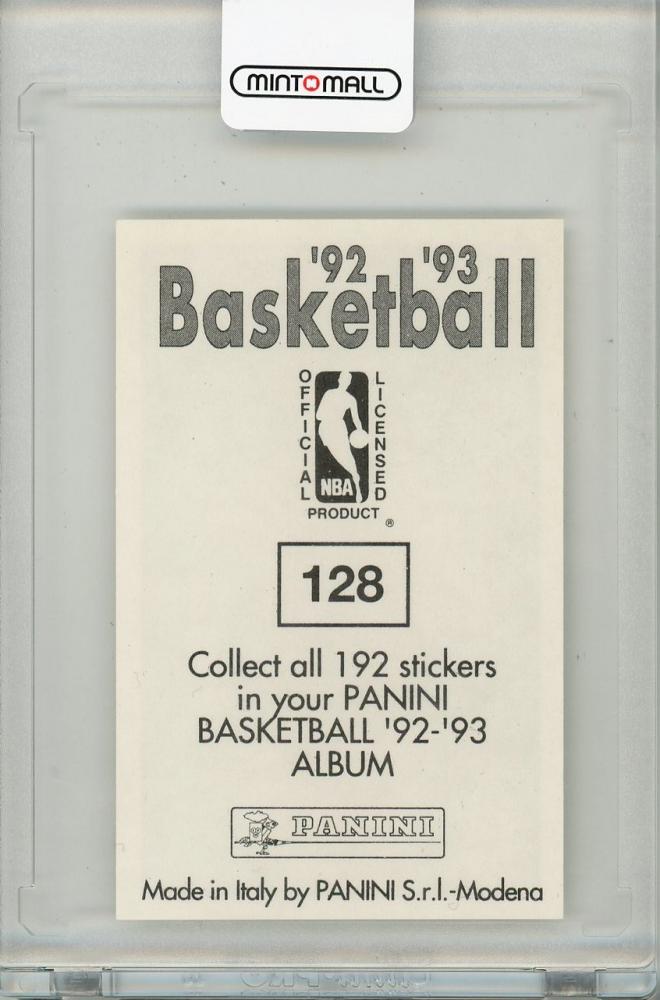 MINTOMALL
'92 '93
Basketball
OFFICIAL
LICENSED
NBA
PRODUCT ®
128
Collect all 192 stickers
in your PANINI
BASKETBALL '92-'93
ALBUM
PANINI
Made in Italy by PANINI S.r.l.-Modena